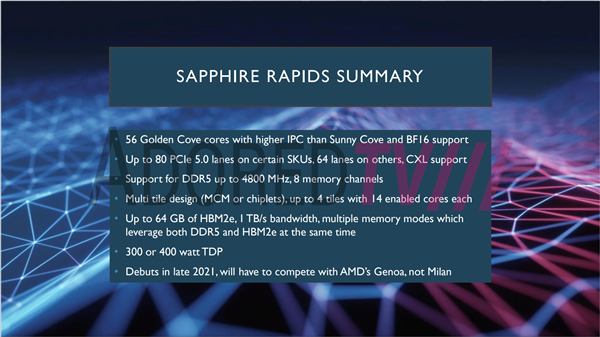 SAPPHIRE RAPIDS SUMMARY
56 Golden Cove cores with higher IPC than Sunny Cove and BF16 support
Up to 80 PCIe 5.0 lanes on certain SKUs, 64 lanes on others, CXL support
Support for DDR5 up to 4800 MHz, 8 memory channels
Multi tile design (MCM or chiplets), up to 4 tiles with 14 enabled cores each
Up to 64 GB of HBM2e, 1 TB/s bandwidth, multiple memory modes which
leverage both DDR5 and HBM2e at the same time
300 or 400 watt TDP
Debuts in late 2021, will have to compete with AMD's Genoa, not Milan
ADOREDTV///